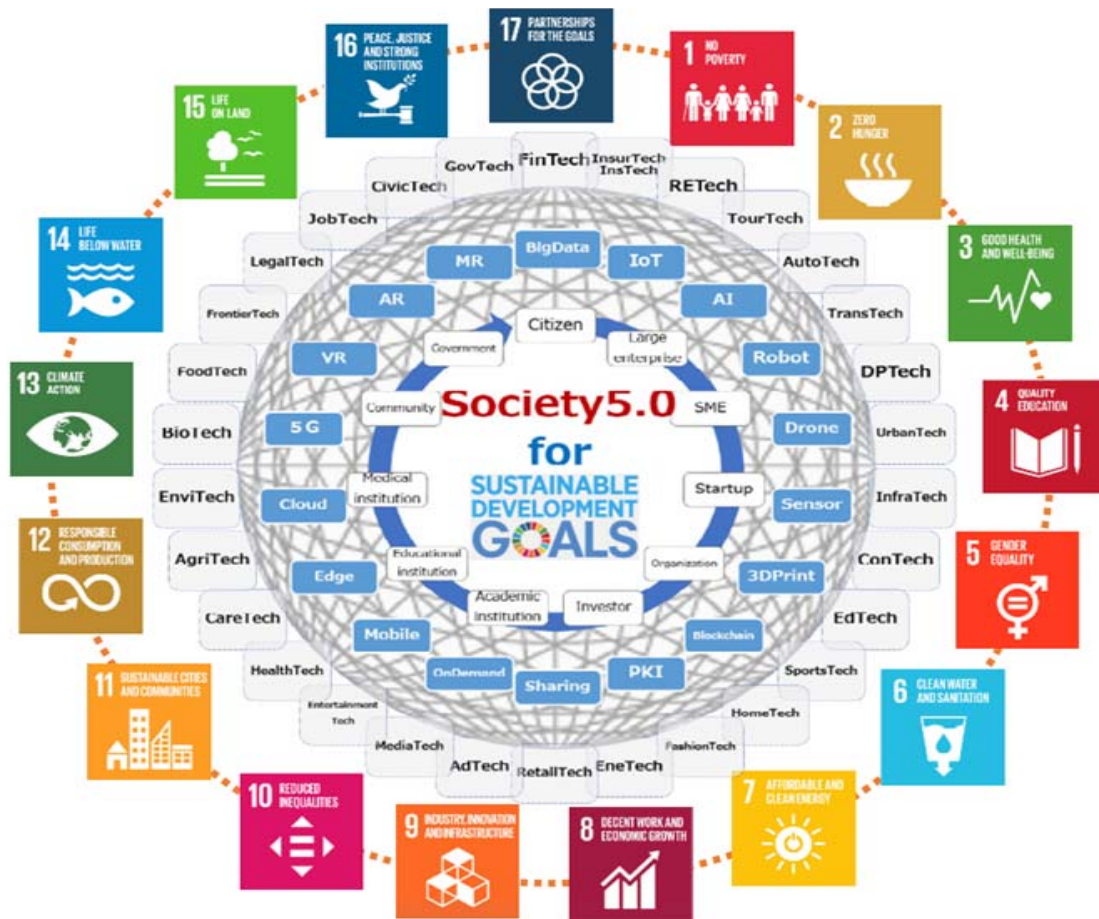 17 PARTNERSHIPS
FOR THE GOALS
1 NO
POVERTY
2 ZERO
HUNGER
3 GOOD HEALTH
AND WELL-BEING
4 QUALITY
EDUCATION
5 GENDER
EQUALITY
6 CLEAN WATER
AND SANITATION
7 AFFORDABLE AND
CLEAN ENERGY
8 DECENT WORK AND
ECONOMIC GROWTH
9 INDUSTRY, INNOVATION
AND INFRASTRUCTURE
10 REDUCED
INEQUALITIES
11 SUSTAINABLE CITIES
AND COMMUNITIES
12 RESPONSIBLE
CONSUMPTION
AND PRODUCTION
13 CLIMATE
ACTION
14 LIFE
BELOW WATER
15 LIFE
ON LAND
16 PEACE, JUSTICE
AND STRONG
INSTITUTIONS
FinTech
InsurTech
InsTech
RETech
TourTech
AutoTech
TransTech
DPTech
UrbanTech
InfraTech
ConTech
EdTech
SportsTech
HomeTech
FashionTech
EneTech
RetailTech
AdTech
MediaTech
Entertainment
Tech
HealthTech
CareTech
AgriTech
EnviTech
BioTech
FoodTech
FrontierTech
LegalTech
JobTech
CivicTech
GovTech
BigData
IoT
AI
Robot
Drone
Sensor
3DPrint
Blockchain
PKI
Sharing
OnDemand
Mobile
Edge
Cloud
5G
VR
AR
MR
Citizen
Large
enterprise
SME
Startup
Organization
Investor
Academic
institution
Educational
institution
Medical
institution
Community
Government
Society5.0
for
SUSTAINABLE
DEVELOPMENT
GOALS